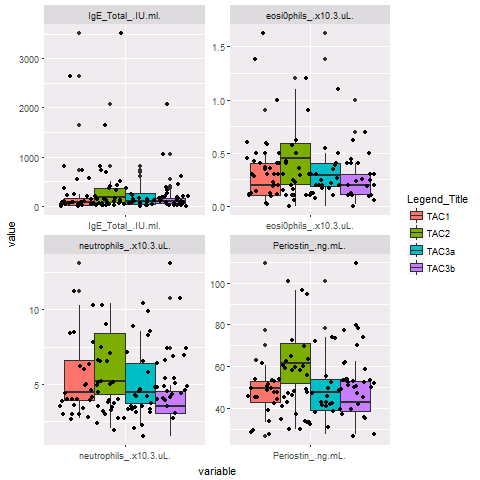 IgE_Total_.IU.ml.
eosi0phils_.x10.3.uL.
3000
2000
1000
0
1.5
1.0
0.5
0.0
IgE_Total_.IU.ml.
eosi0phils_.x10.3.uL.
neutrophils_.x10.3.uL.
Periostin_.ng.mL.
10
5
100
80
60
40
neutrophils_.x10.3.uL.
Periostin_.ng.mL.
value
variable
Legend_Title
TAC1
TAC2
TAC3a
TAC3b